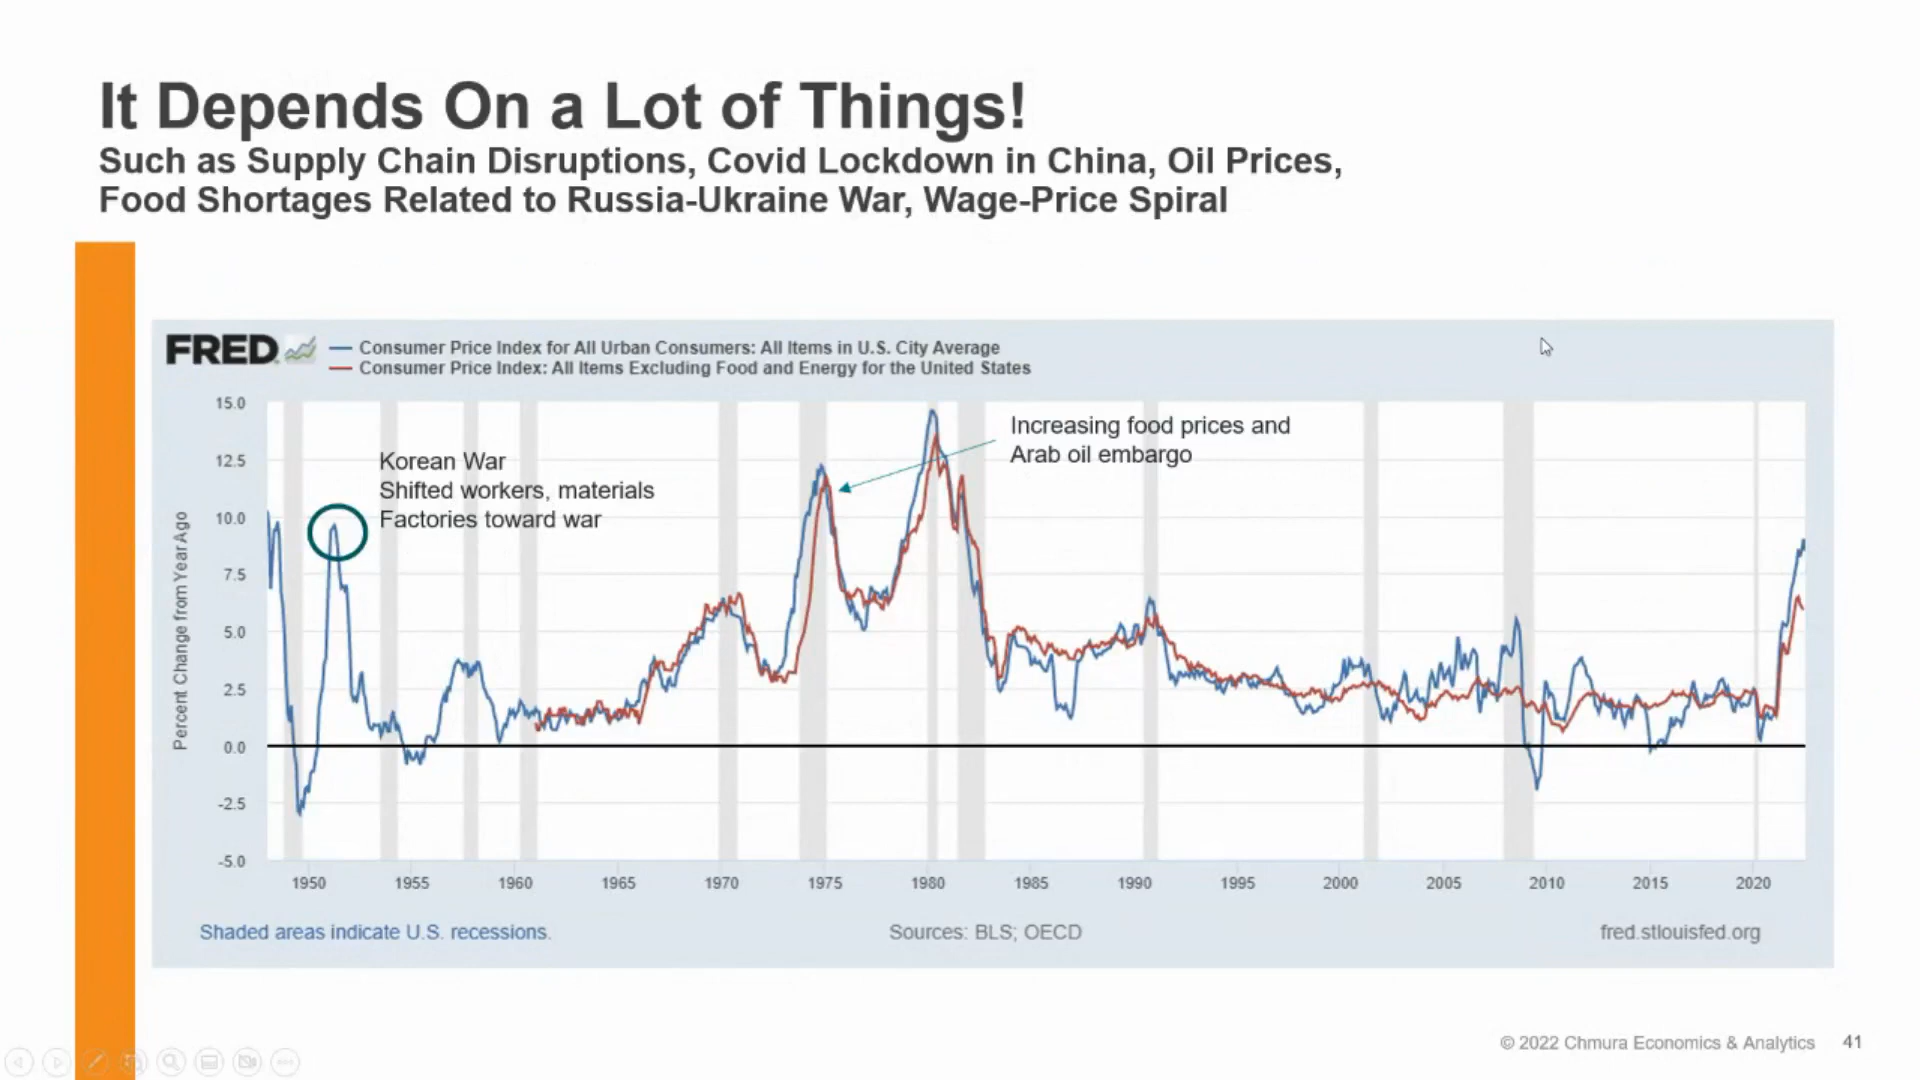 It Depends On a Lot of Things!
Such as Supply Chain Disruptions, Covid Lockdown in China, Oil Prices,
Food Shortages Related to Russia-Ukraine War, Wage-Price Spiral
FRED
Consumer Price Index for All Urban Consumers: All Items in U.S. City Average
Consumer Price Index: All Items Excluding Food and Energy for the United States
Percent Change from Year Ago
15.0
12.5
10.0
7.5
5.0
2.5
0.0
-2.5
-5.0
Korean War
Shifted workers, materials
Factories toward war
Increasing food prices and
Arab oil embargo
1950 1955 1960 1965 1970 1975 1980 1985 1990 1995 2000 2005 2010 2015 2020
Shaded areas indicate U.S. recessions. Sources: BLS; OECD fred.stlouisfed.org
© 2022 Chmura Economics & Analytics 41